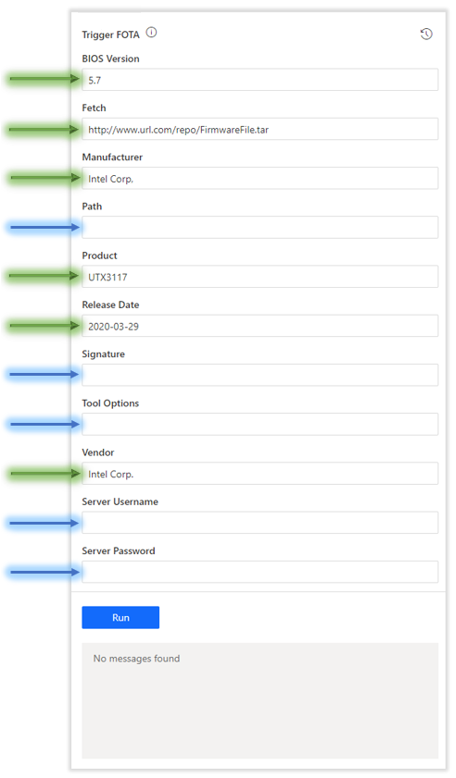 Trigger FOTA
BIOS Version
5.7
Fetch
http://www.url.com/repo/FirmwareFile.tar
Manufacturer
Intel Corp.
Path
Product
UTX3117
Release Date
2020-03-29
Signature
Tool Options
Vendor
Intel Corp.
Server Username
Server Password
Run
No messages found